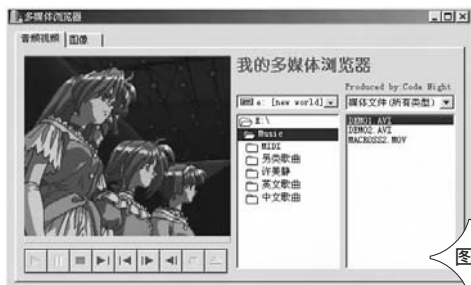 多媒体浏览器
音频视频 图像
我的多媒体浏览器
Produced by:Code Night
e: [new world]
媒体文件(所有类型)
E:\
Music
MIDI
另类歌曲
许美静
英文歌曲
中文歌曲
DEMO1.AVI
DEMO2.AVI
MACROSS2.MOV
图